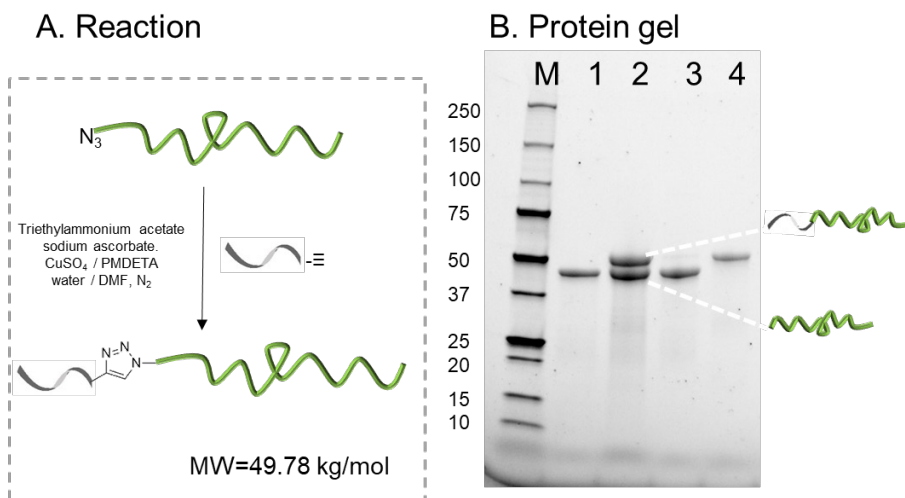 A. Reaction
N3
Triethylammonium acetate
sodium ascorbate.
CuSO4 / PMDETA
water / DMF, N2
N
N
N
MW=49.78 kg/mol
B. Protein gel
M 1 2 3 4
250
150
100
75
50
37
25
20
15
10